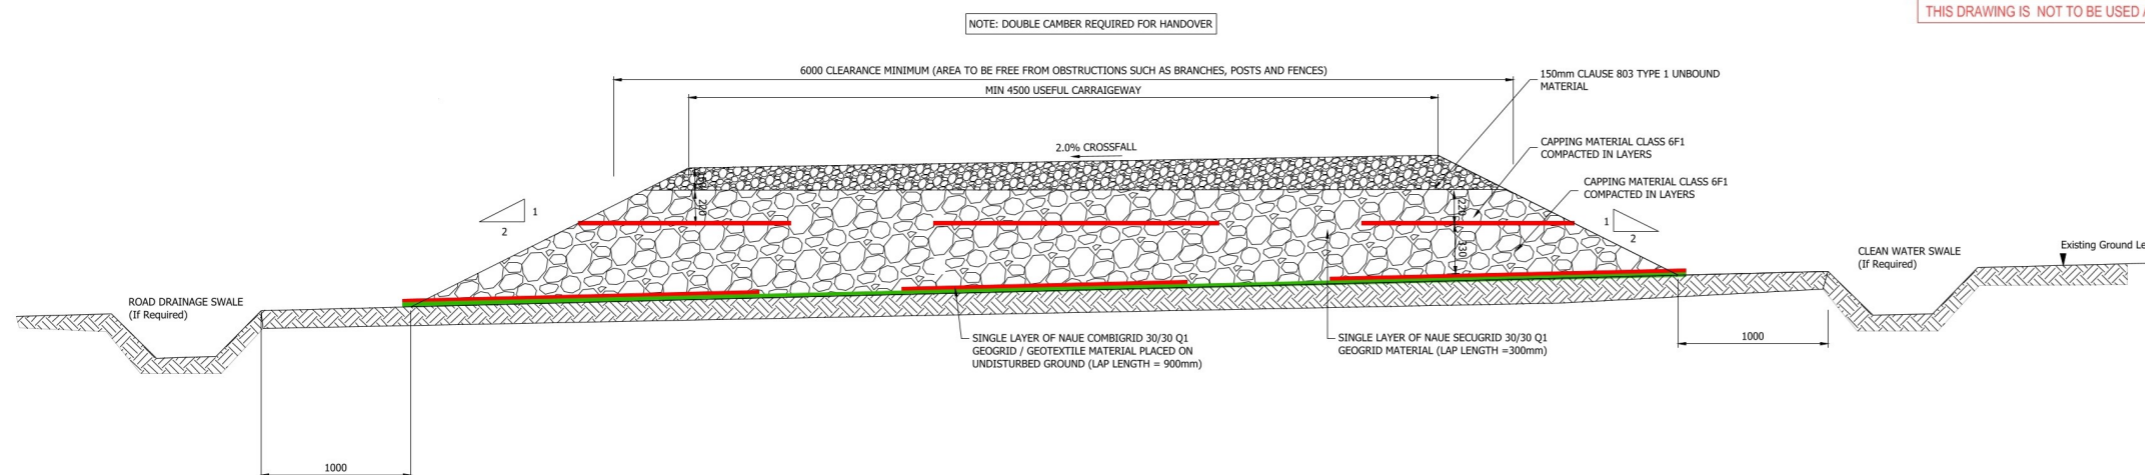 THIS DRAWING IS NOT TO BE USED
NOTE: DOUBLE CAMBER REQUIRED FOR HANDOVER
6000 CLEARANCE MINIMUM (AREA TO BE FREE FROM OBSTRUCTIONS SUCH AS BRANCHES, POSTS AND FENCES)
MIN 4500 USEFUL CARRAIGEWAY
150mm CLAUSE 803 TYPE 1 UNBOUND
MATERIAL
2.0% CROSSFALL
CAPPING MATERIAL CLASS 6F1
COMPACTED IN LAYERS
CAPPING MATERIAL CLASS 6F1
COMPACTED IN LAYERS
220
220
1
2
1
2
CLEAN WATER SWALE
(If Required)
Existing Ground
ROAD DRAINAGE SWALE
(If Required)
SINGLE LAYER OF NAUE COMBIGRID 30/30 Q1
GEOGRID / GEOTEXTILE MATERIAL PLACED ON
UNDISTURBED GROUND (LAP LENGTH = 900mm)
SINGLE LAYER OF NAUE SECUGRID 30/30 Q1
GEOGRID MATERIAL (LAP LENGTH =300mm)
1000
1000